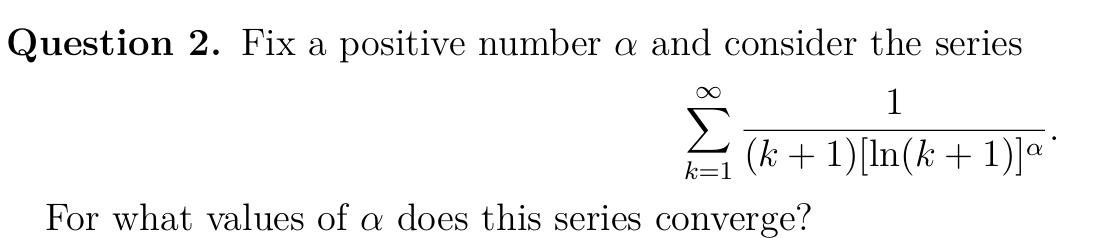 Question 2. Fix a positive number α and consider the series
∑_{k=1}^{∞} 1/((k + 1)[ln(k + 1)]^α).
For what values of α does this series converge?